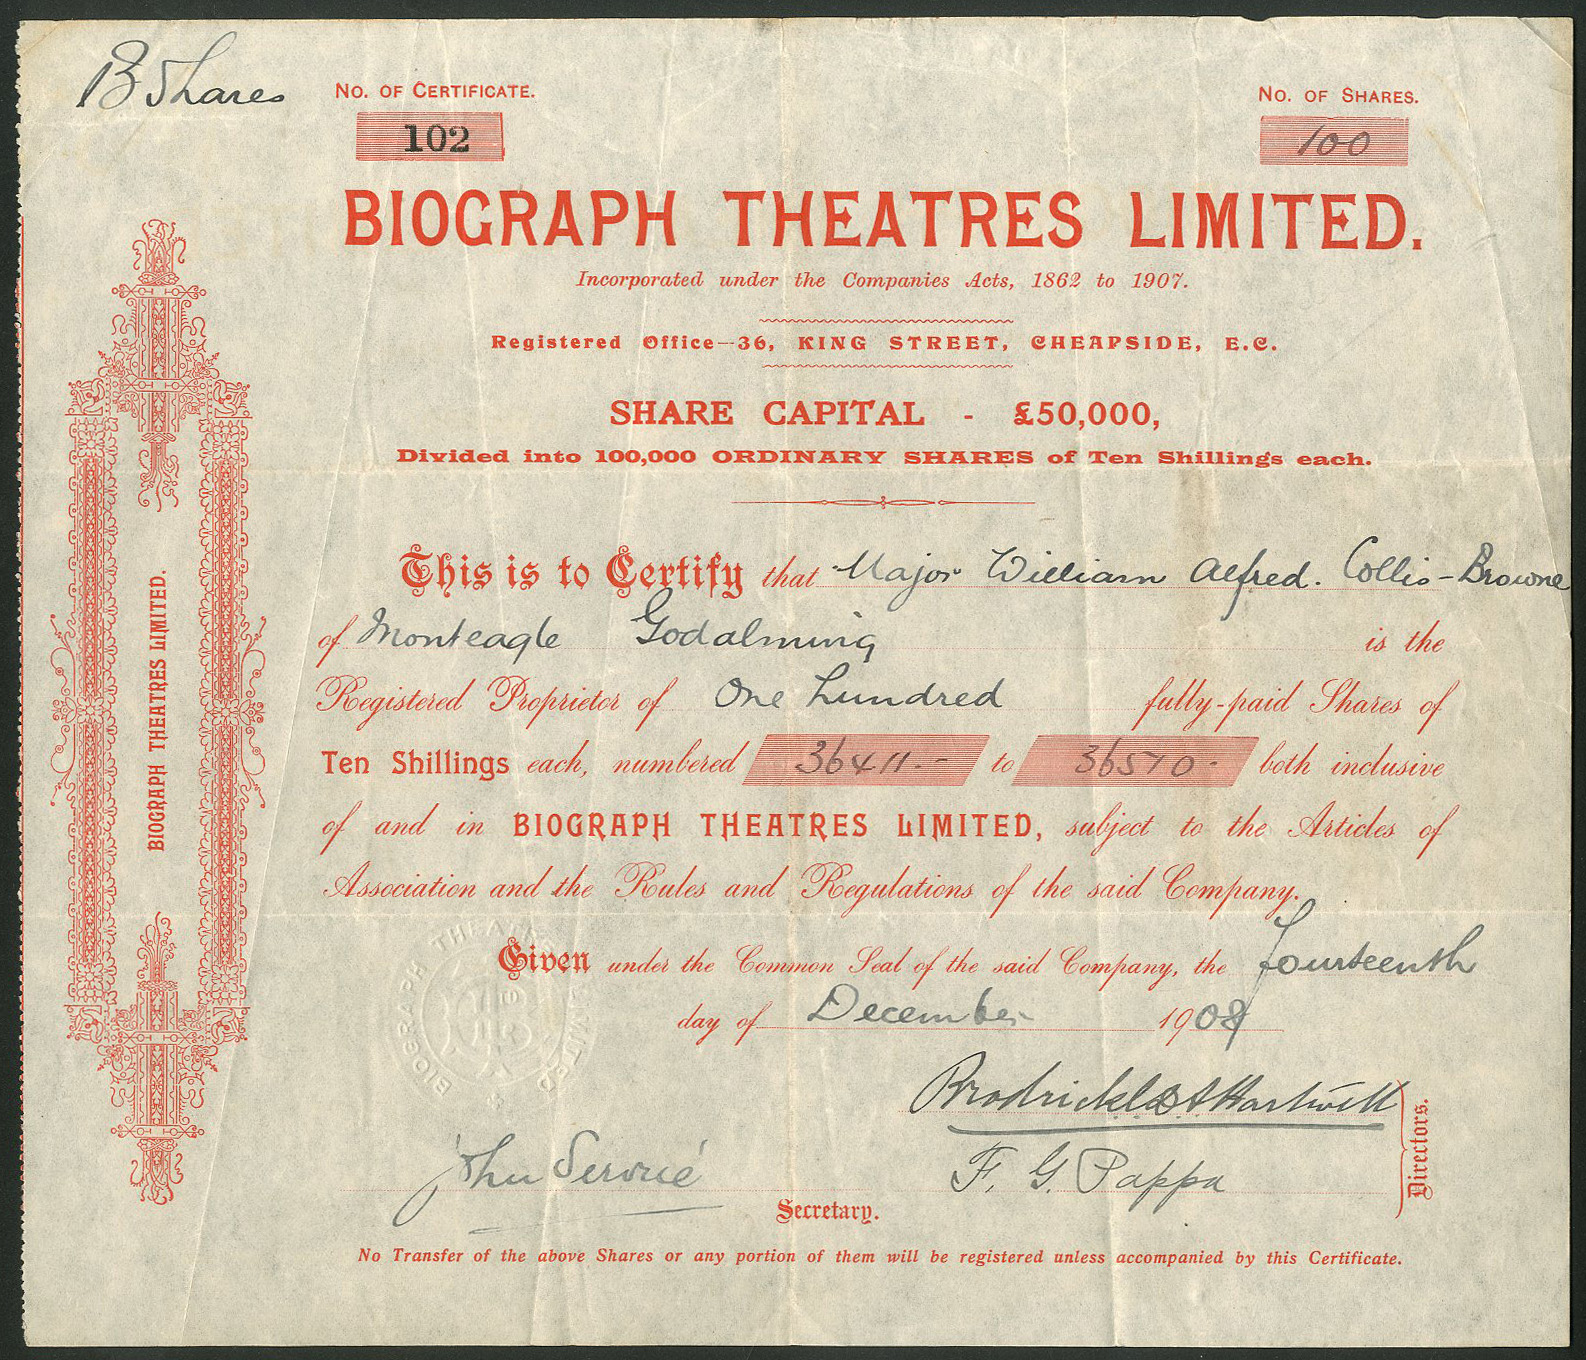 B Shares
No. of Certificate.
No. of Shares.
102
100
BIOGRAPH THEATRES LIMITED.
Incorporated under the Companies Acts, 1862 to 1907.
Registered Office—36, KING STREET, CHEAPSIDE, E.C.
SHARE CAPITAL - £50,000,
Divided into 100,000 ORDINARY SHARES of Ten Shillings each.
This is to Certify that Major William Alfred. Collis-Browne
of Monteagle Godalming is the
Registered Proprietor of One hundred fully-paid Shares of
Ten Shillings each, numbered 36411.- to 36510- both inclusive
of and in BIOGRAPH THEATRES LIMITED, subject to the Articles of
Association and the Rules and Regulations of the said Company.
Given under the Common Seal of the said Company, the fourteenth
day of December 1908
BIOGRAPH THEATRES LIMITED
LTD
Brodrick Hartwell
F. G. Pappa
Directors.
John
Secretary.
No Transfer of the above Shares or any portion of them will be registered unless accompanied by this Certificate.
BIOGRAPH THEATRES LIMITED.